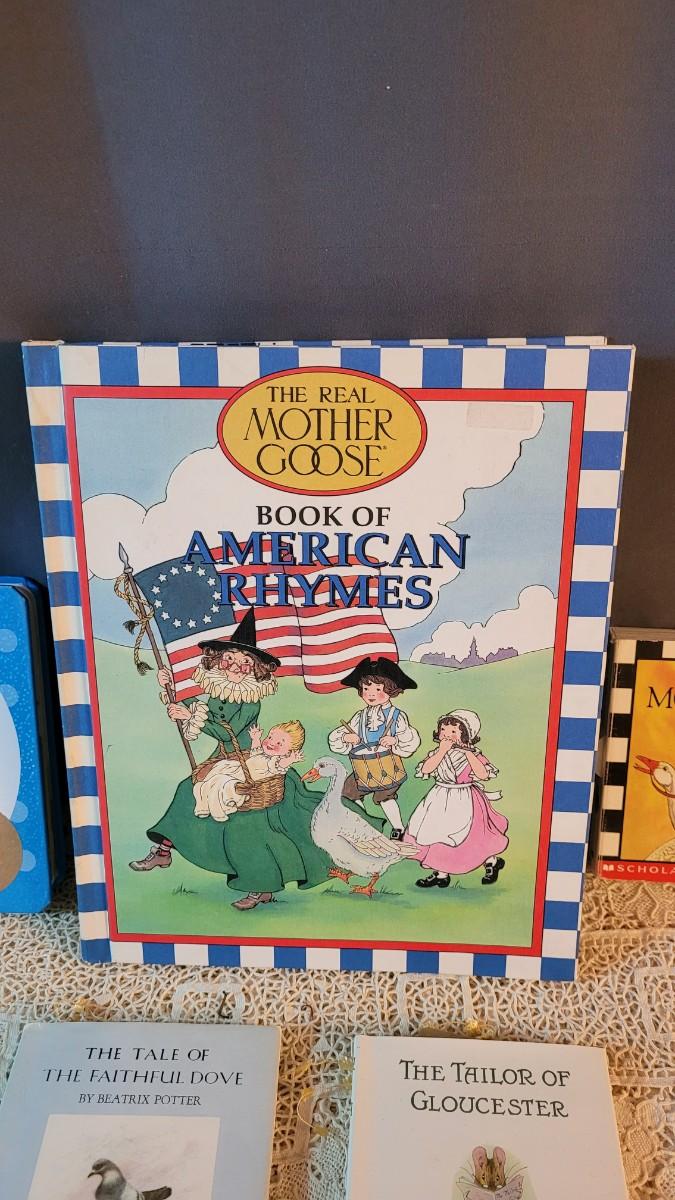 THE REAL
MOTHER
GOOSE®
BOOK OF
AMERICAN
RHYMES
SCHOLA
THE TALE OF
THE FAITHFUL DOVE
BY BEATRIX POTTER
THE TAILOR OF
GLOUCESTER